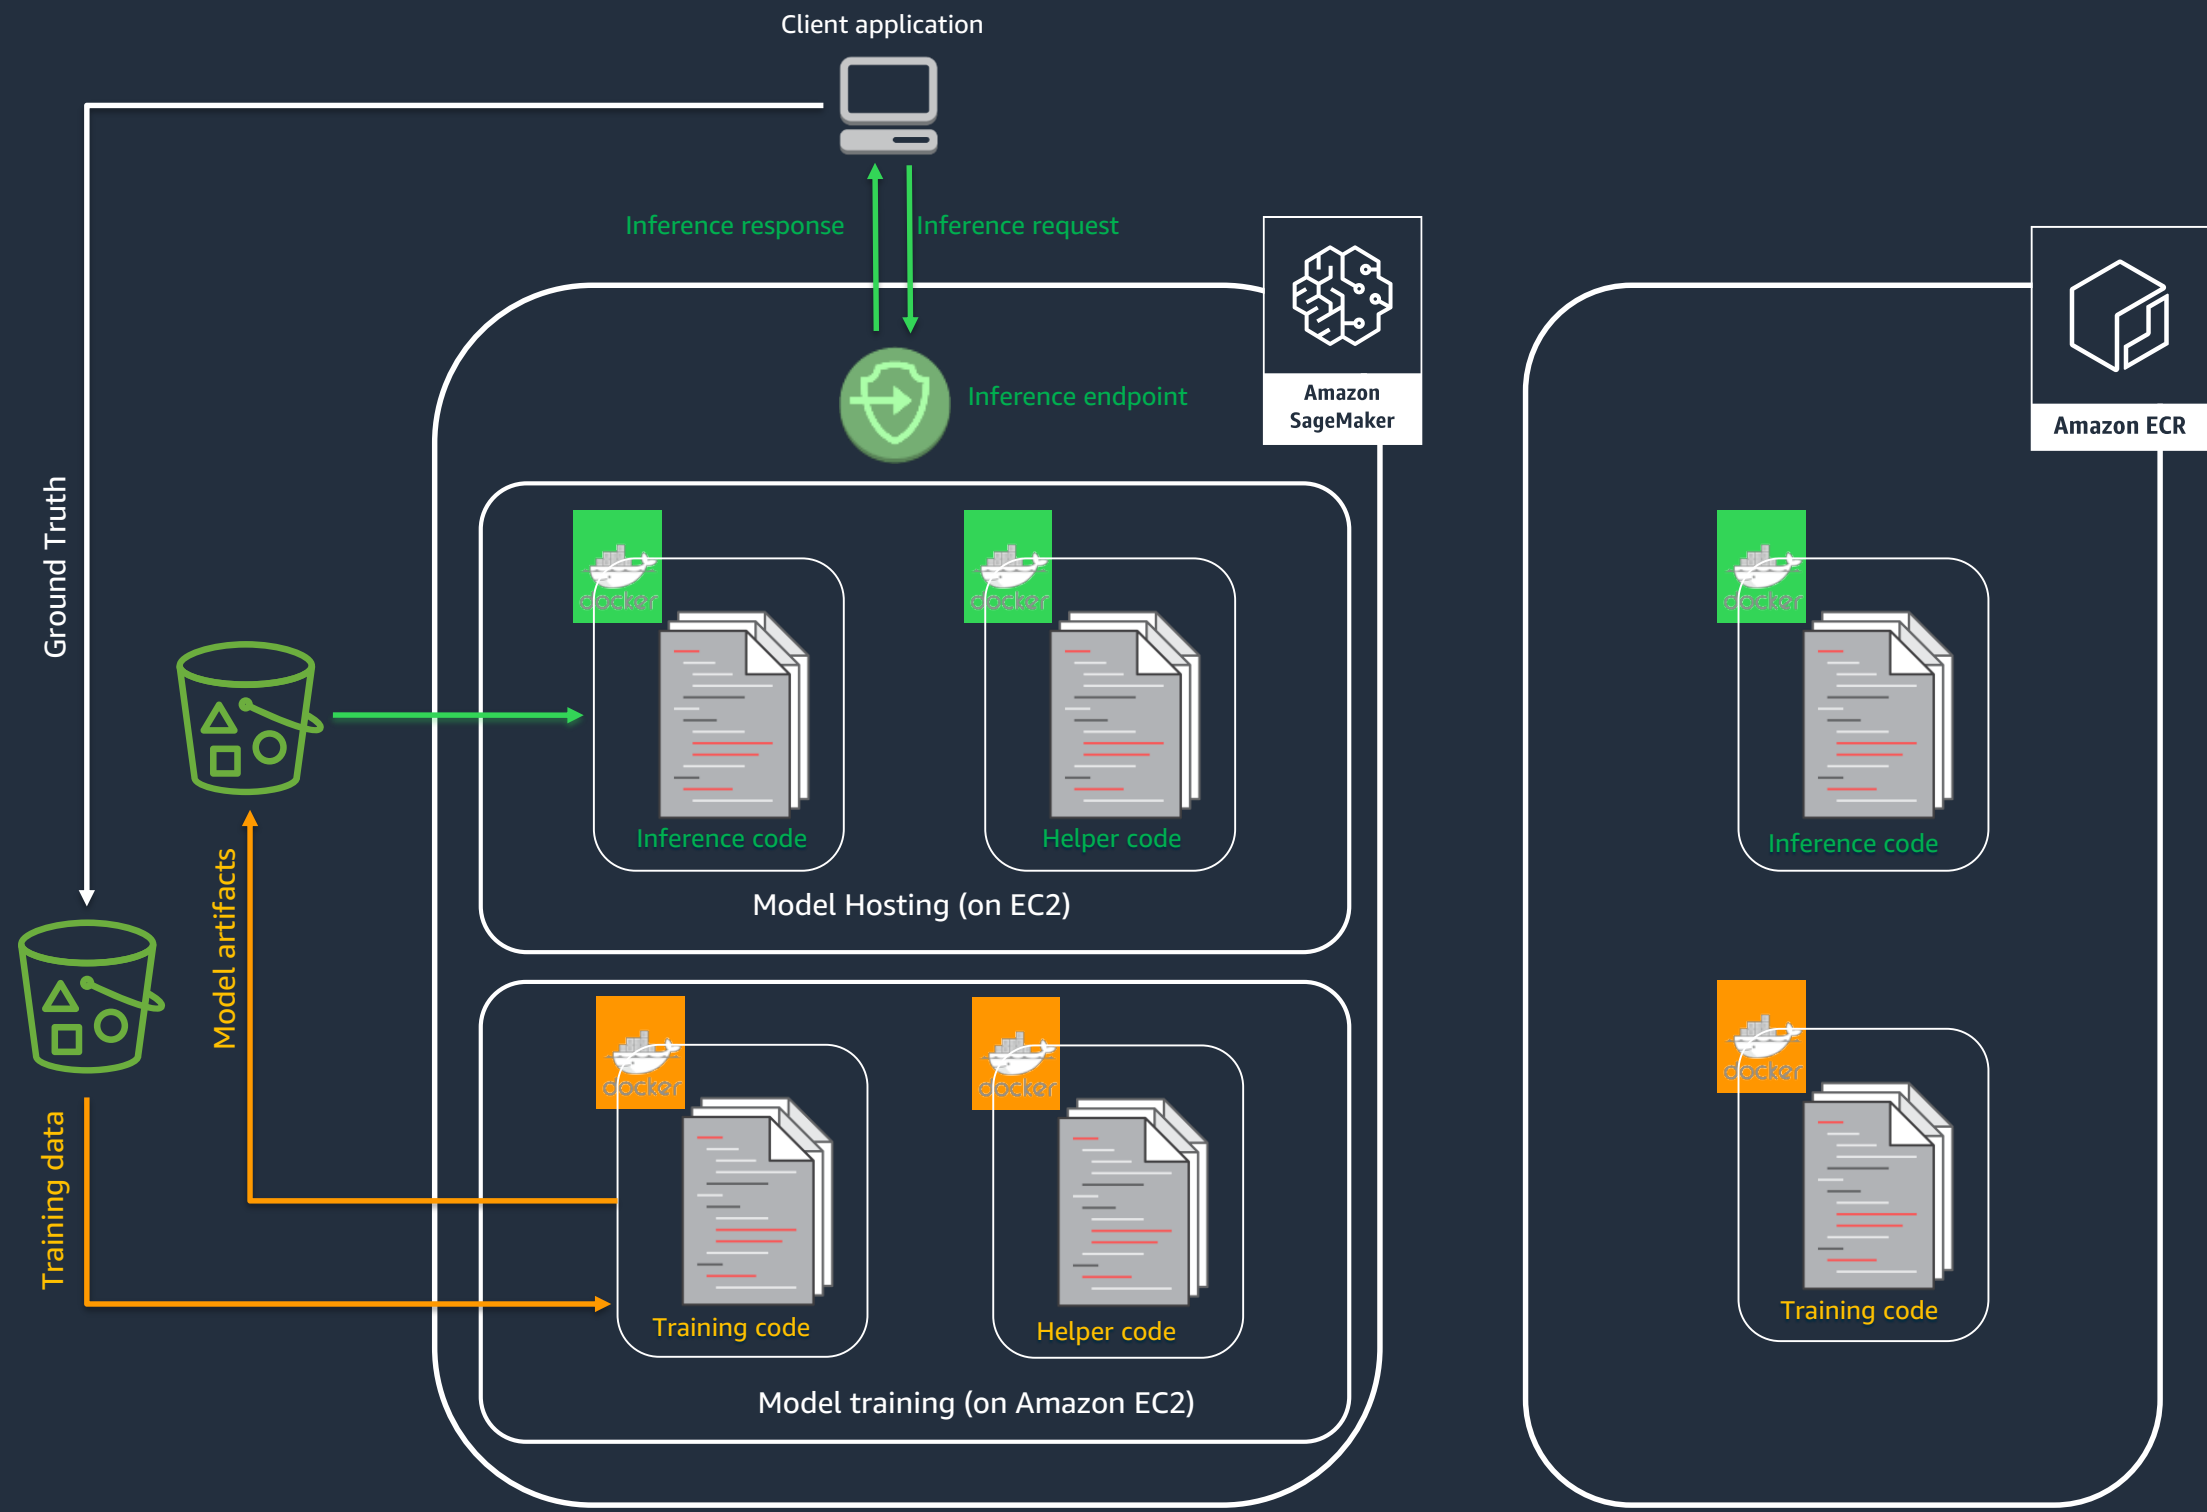 Client application
Inference response
Inference request
Amazon
SageMaker
Amazon ECR
Inference endpoint
Ground Truth
docker
docker
docker
Inference code
Helper code
Inference code
Model Hosting (on EC2)
Model artifacts
docker
docker
docker
Training data
Training code
Helper code
Training code
Model training (on Amazon EC2)